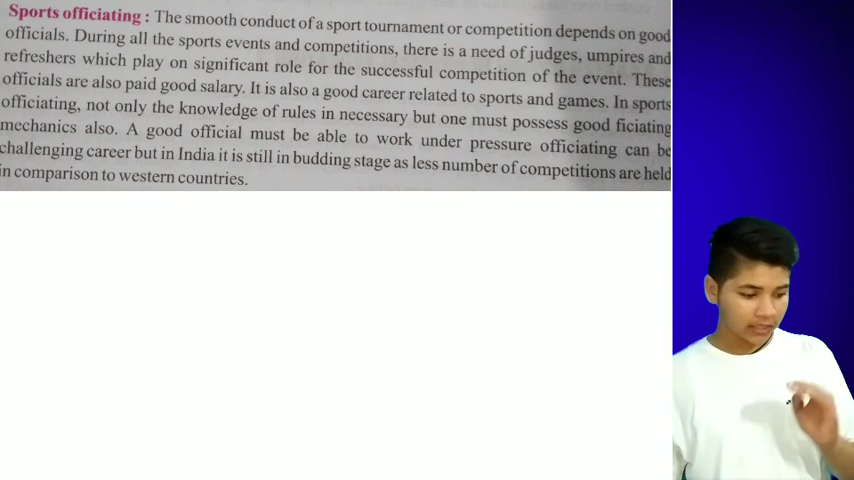 Sports officiating : The smooth conduct of a sport tournament or competition depends on good
officials. During all the sports events and competitions, there is a need of judges, umpires and
refreshers which play on significant role for the successful competition of the event. These
officials are also paid good salary. It is also a good career related to sports and games. In sports
officiating, not only the knowledge of rules in necessary but one must possess good ficiating
mechanics also. A good official must be able to work under pressure officiating can be
challenging career but in India it is still in budding stage as less number of competitions are held
in comparison to western countries.